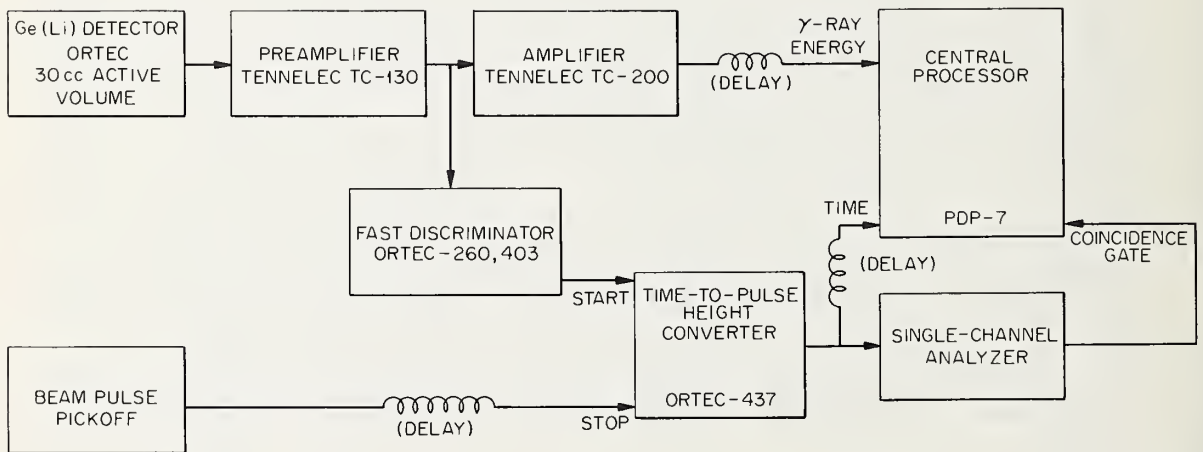 Ge(Li) DETECTOR
ORTEC
30 cc ACTIVE
VOLUME
PREAMPLIFIER
TENNELEC TC-130
AMPLIFIER
TENNELEC TC-200
(DELAY)
γ-RAY
ENERGY
CENTRAL
PROCESSOR
PDP-7
FAST DISCRIMINATOR
ORTEC-260,403
START
TIME
(DELAY)
COINCIDENCE
GATE
TIME-TO-PULSE
HEIGHT
CONVERTER
ORTEC-437
SINGLE-CHANNEL
ANALYZER
BEAM PULSE
PICKOFF
(DELAY)
STOP